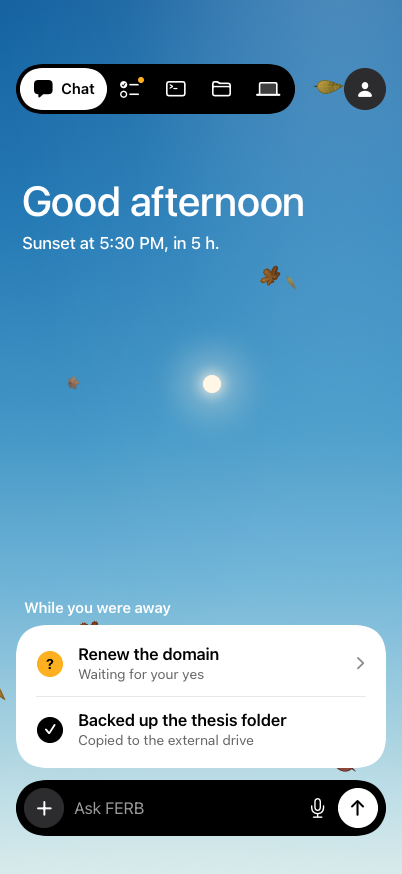 Chat
Good afternoon
Sunset at 5:30 PM, in 5 h.
While you were away
?
Renew the domain
Waiting for your yes
Backed up the thesis folder
Copied to the external drive
Ask FERB